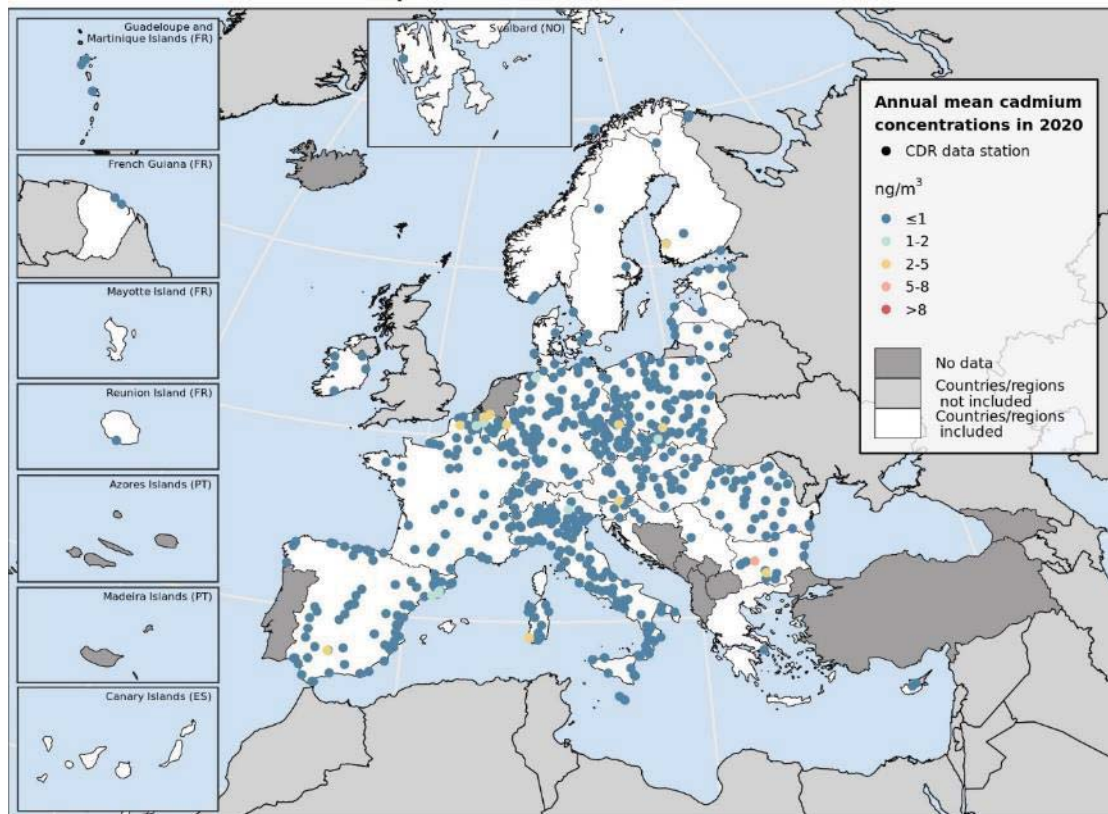 Guadeloupe and
Martinique Islands (FR)
Svalbard (NO)
French Guiana (FR)
Mayotte Island (FR)
Reunion Island (FR)
Azores Islands (PT)
Madeira Islands (PT)
Canary Islands (ES)
Annual mean cadmium
concentrations in 2020
CDR data station
ng/m³
≤1
1-2
2-5
5-8
>8
No data
Countries/regions
not included
Countries/regions
included